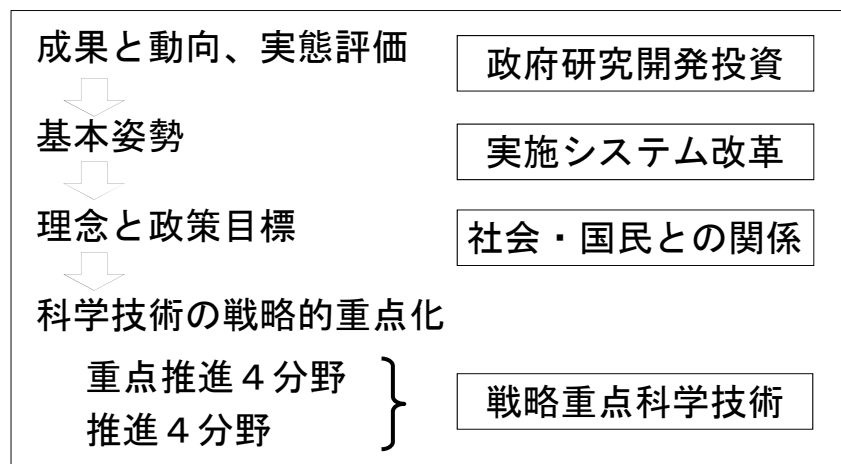 成果と動向、実態評価
政府研究開発投資
基本姿勢
実施システム改革
理念と政策目標
社会・国民との関係
科学技術の戦略的重点化
重点推進４分野
推進４分野
戦略重点科学技術